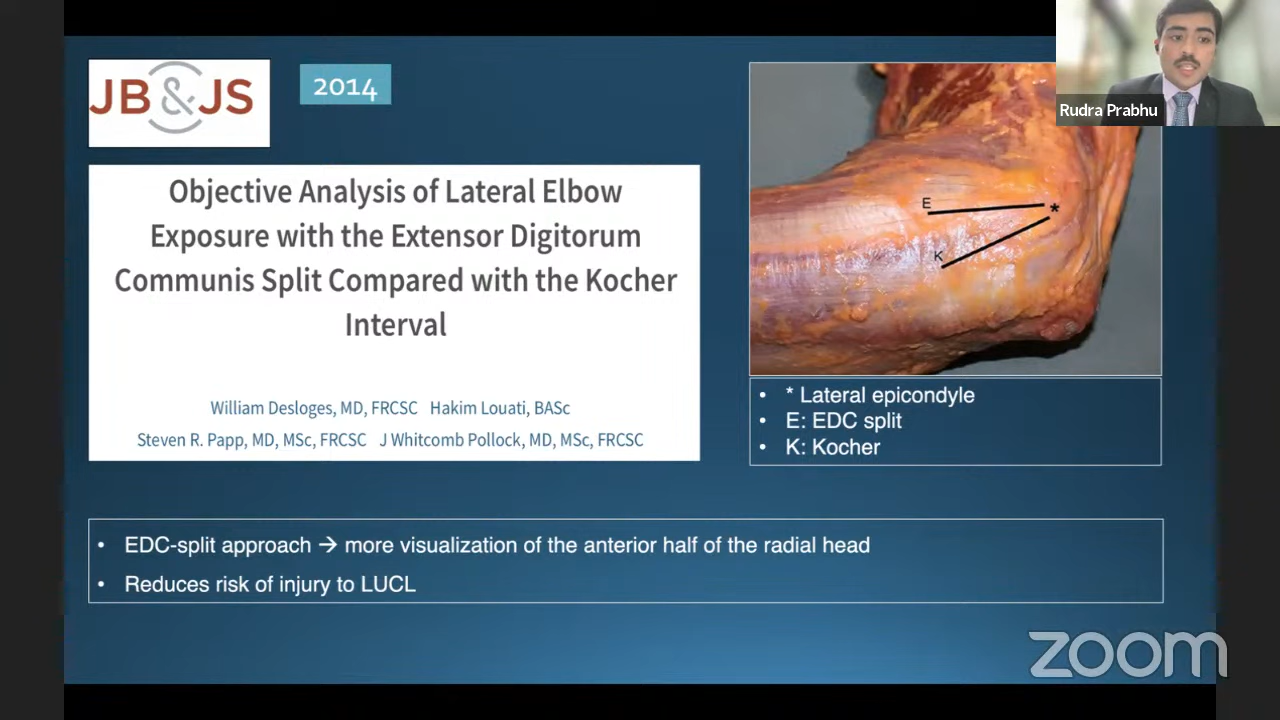 JB&JS
2014
Rudra Prabhu
Objective Analysis of Lateral Elbow
Exposure with the Extensor Digitorum
Communis Split Compared with the Kocher
Interval
William Desloges, MD, FRCSC Hakim Louati, BASc
Steven R. Papp, MD, MSc, FRCSC J Whitcomb Pollock, MD, MSc, FRCSC
E
*
K
• * Lateral epicondyle
• E: EDC split
• K: Kocher
• EDC-split approach → more visualization of the anterior half of the radial head
• Reduces risk of injury to LUCL
zoom